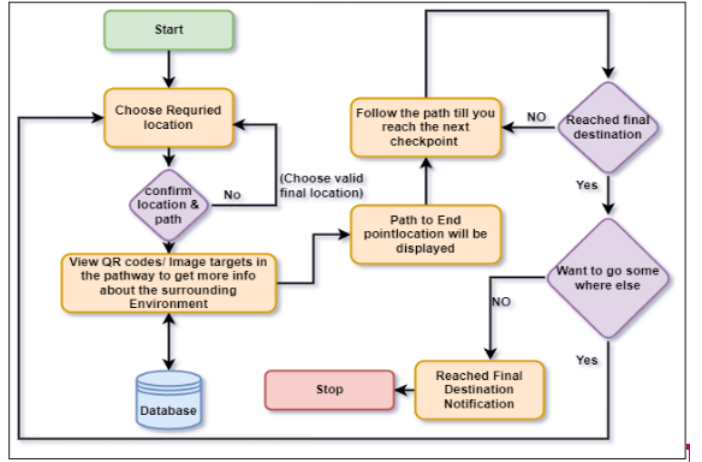 Start
Choose Requried
location
confirm
location &
path
No
(Choose valid
final location)
View QR codes/ Image targets in
the pathway to get more info
about the surrounding
Environment
Database
Path to End
pointlocation will be
displayed
Follow the path till you
reach the next
checkpoint
NO
Reached final
destination
Yes
Want to go some
where else
NO
Yes
Reached Final
Destination
Notification
Stop